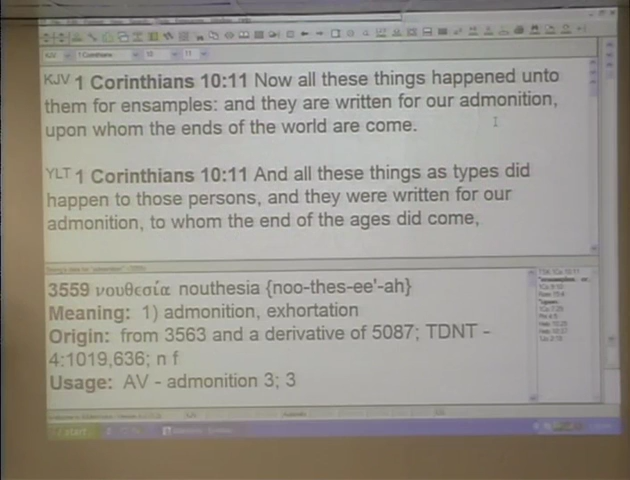 KJV 1 Corinthians 10:11 Now all these things happened unto
them for ensamples: and they are written for our admonition,
upon whom the ends of the world are come.
YLT 1 Corinthians 10:11 And all these things as types did
happen to those persons, and they were written for our
admonition, to whom the end of the ages did come,
3559 νουθεσία nouthesia {noo-thes-ee'-ah}
Meaning: 1) admonition, exhortation
Origin: from 3563 and a derivative of 5087; TDNT -
4:1019,636; n f
Usage: AV - admonition 3; 3